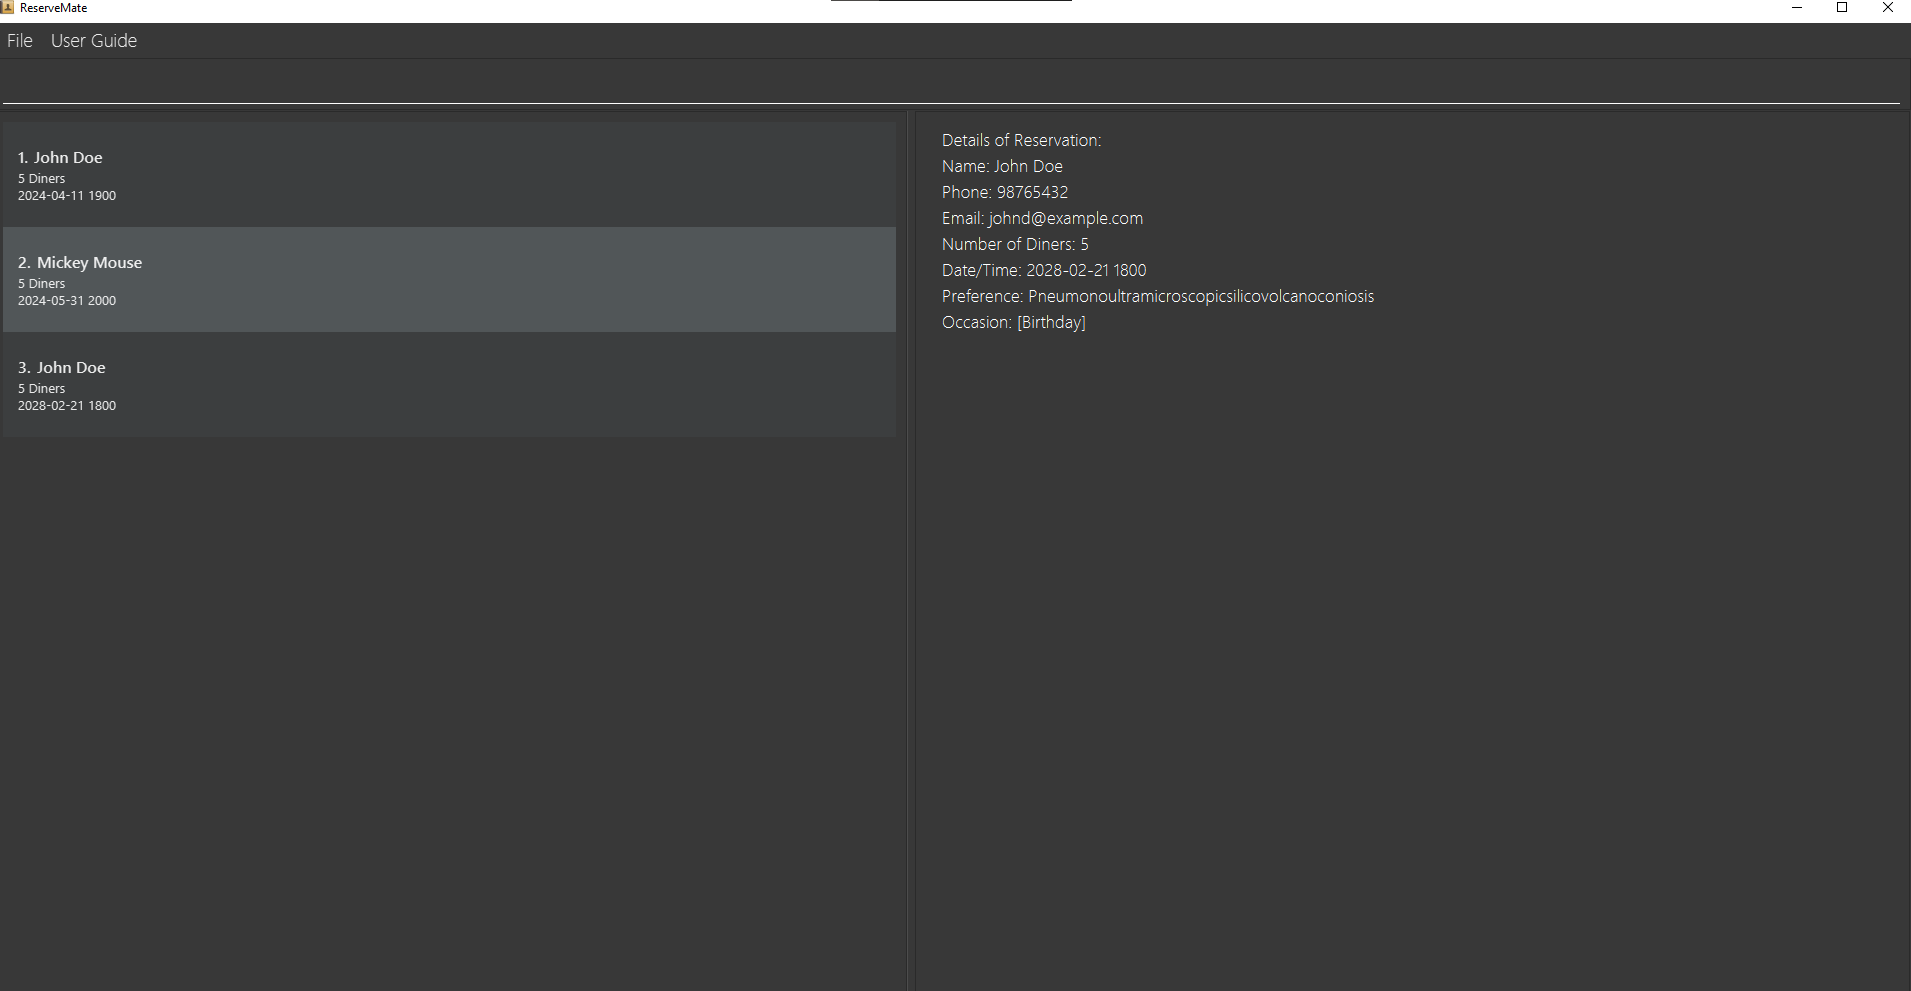 ReserveMate
File User Guide
1. John Doe
5 Diners
2024-04-11 1900
2. Mickey Mouse
5 Diners
2024-05-31 2000
3. John Doe
5 Diners
2028-02-21 1800
Details of Reservation:
Name: John Doe
Phone: 98765432
Email: johnd@example.com
Number of Diners: 5
Date/Time: 2028-02-21 1800
Preference: Pneumonoultramicroscopicsilicovolcanoconiosis
Occasion: [Birthday]